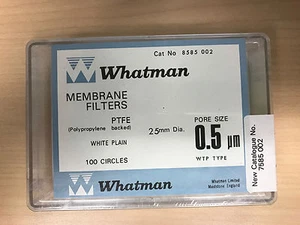 Cat No 8585 002
Whatman
MEMBRANE
FILTERS
PTFE
(Polypropylene backed)
25mm Dia.
PORE SIZE
0.5 µm
WHITE PLAIN
WTP TYPE
100 CIRCLES
Whatman
Whatman Limited
Maidstone, England
New Catalogue No.
7585 002